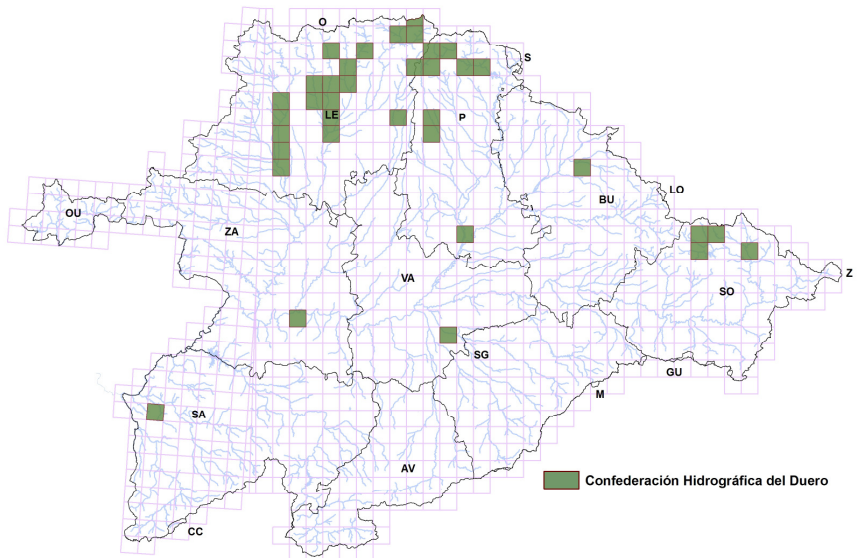 O
S
LE
P
LO
OU
BU
ZA
VA
Z
SO
SG
GU
M
SA
AV
CC
Confederación Hidrográfica del Duero